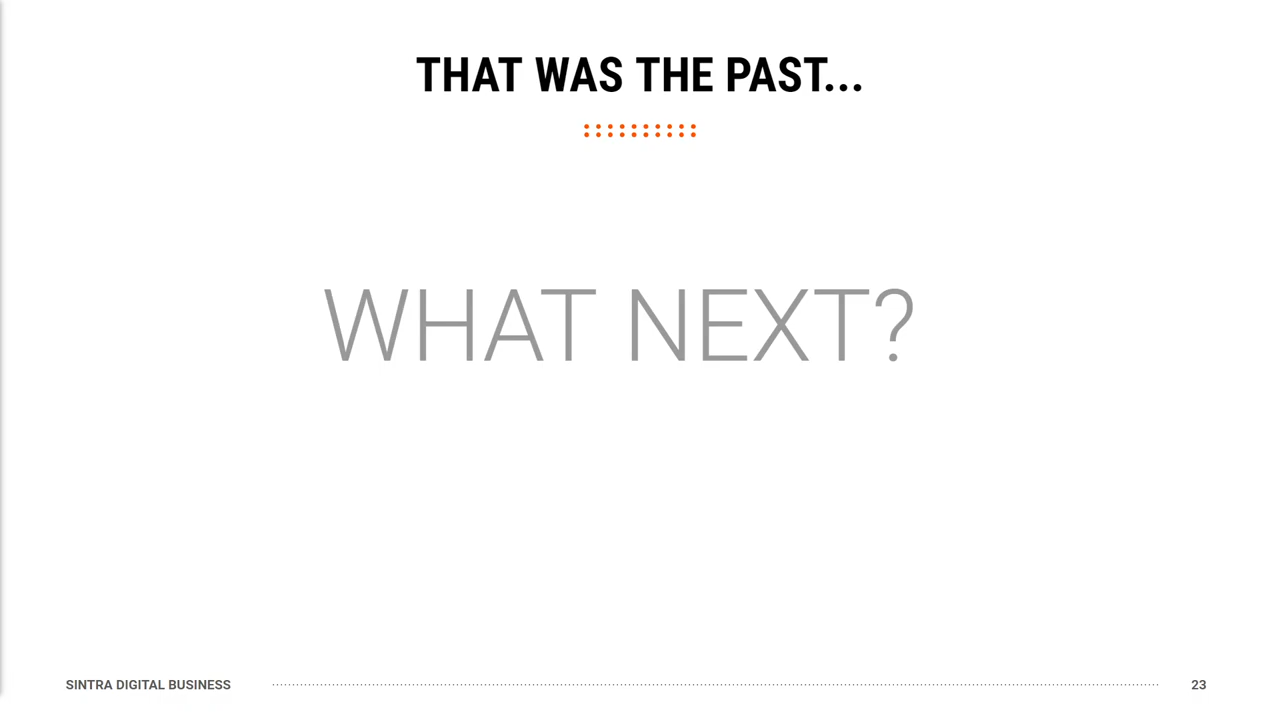 THAT WAS THE PAST...
WHAT NEXT?
SINTRA DIGITAL BUSINESS
23